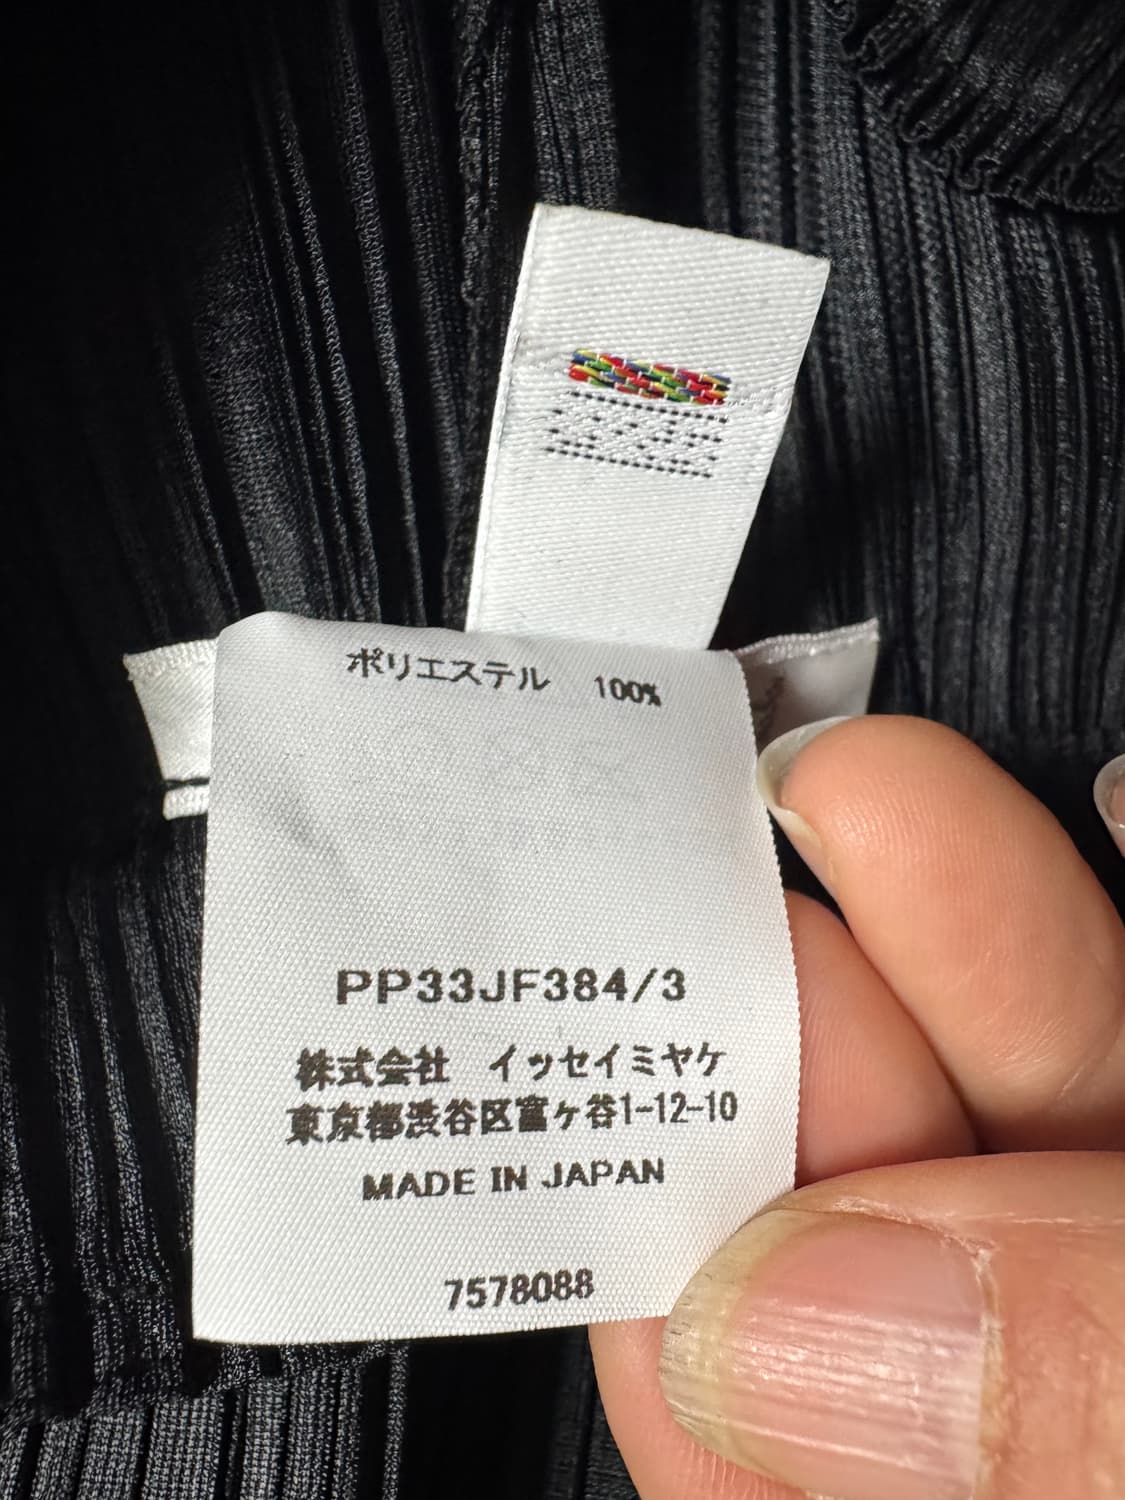 ポリエステル 100%
PP33JF384/3
株式会社 イッセイミヤケ
東京都渋谷区富ヶ谷1-12-10
MADE IN JAPAN
7578088